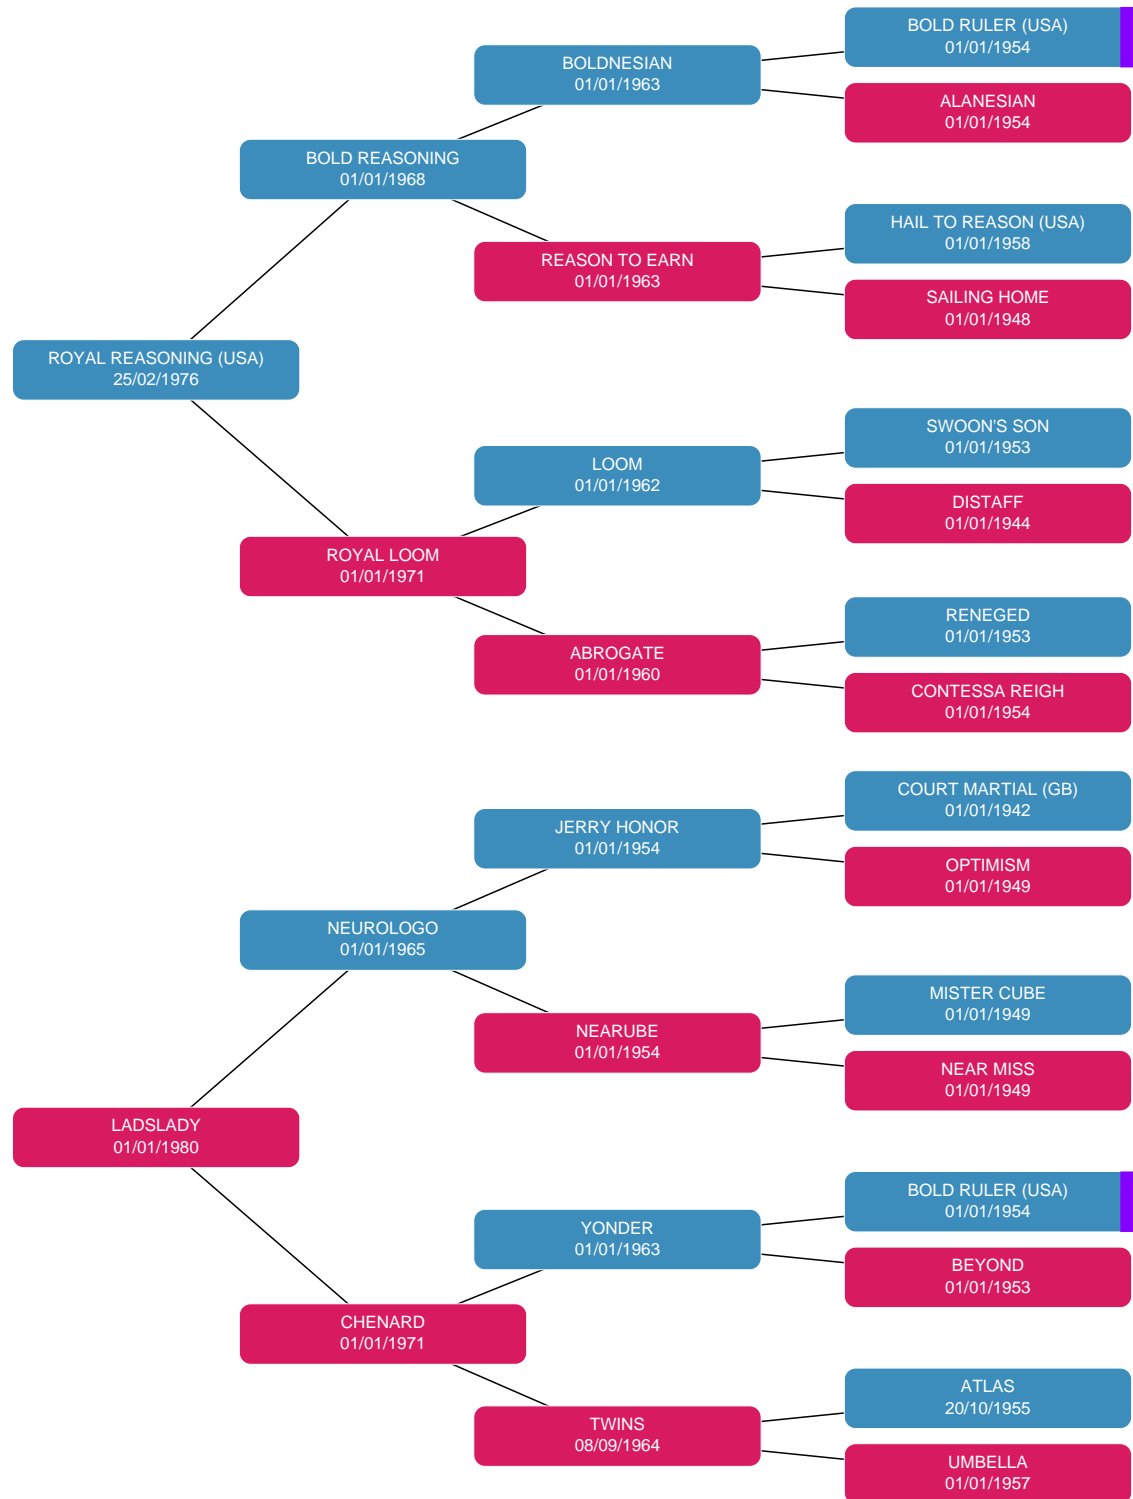 BOLD RULER (USA)
01/01/1954
BOLDNESIAN
01/01/1963
ALANESIAN
01/01/1954
BOLD REASONING
01/01/1968
HAIL TO REASON (USA)
01/01/1958
REASON TO EARN
01/01/1963
SAILING HOME
01/01/1948
ROYAL REASONING (USA)
25/02/1976
SWOON'S SON
01/01/1953
LOOM
01/01/1962
DISTAFF
01/01/1944
ROYAL LOOM
01/01/1971
RENEGED
01/01/1953
ABROGATE
01/01/1960
CONTESSA REIGH
01/01/1954
COURT MARTIAL (GB)
01/01/1942
JERRY HONOR
01/01/1954
OPTIMISM
01/01/1949
NEUROLOGO
01/01/1965
MISTER CUBE
01/01/1949
NEARUBE
01/01/1954
NEAR MISS
01/01/1949
LADSLADY
01/01/1980
BOLD RULER (USA)
01/01/1954
YONDER
01/01/1963
BEYOND
01/01/1953
CHENARD
01/01/1971
ATLAS
20/10/1955
TWINS
08/09/1964
UMBELLA
01/01/1957